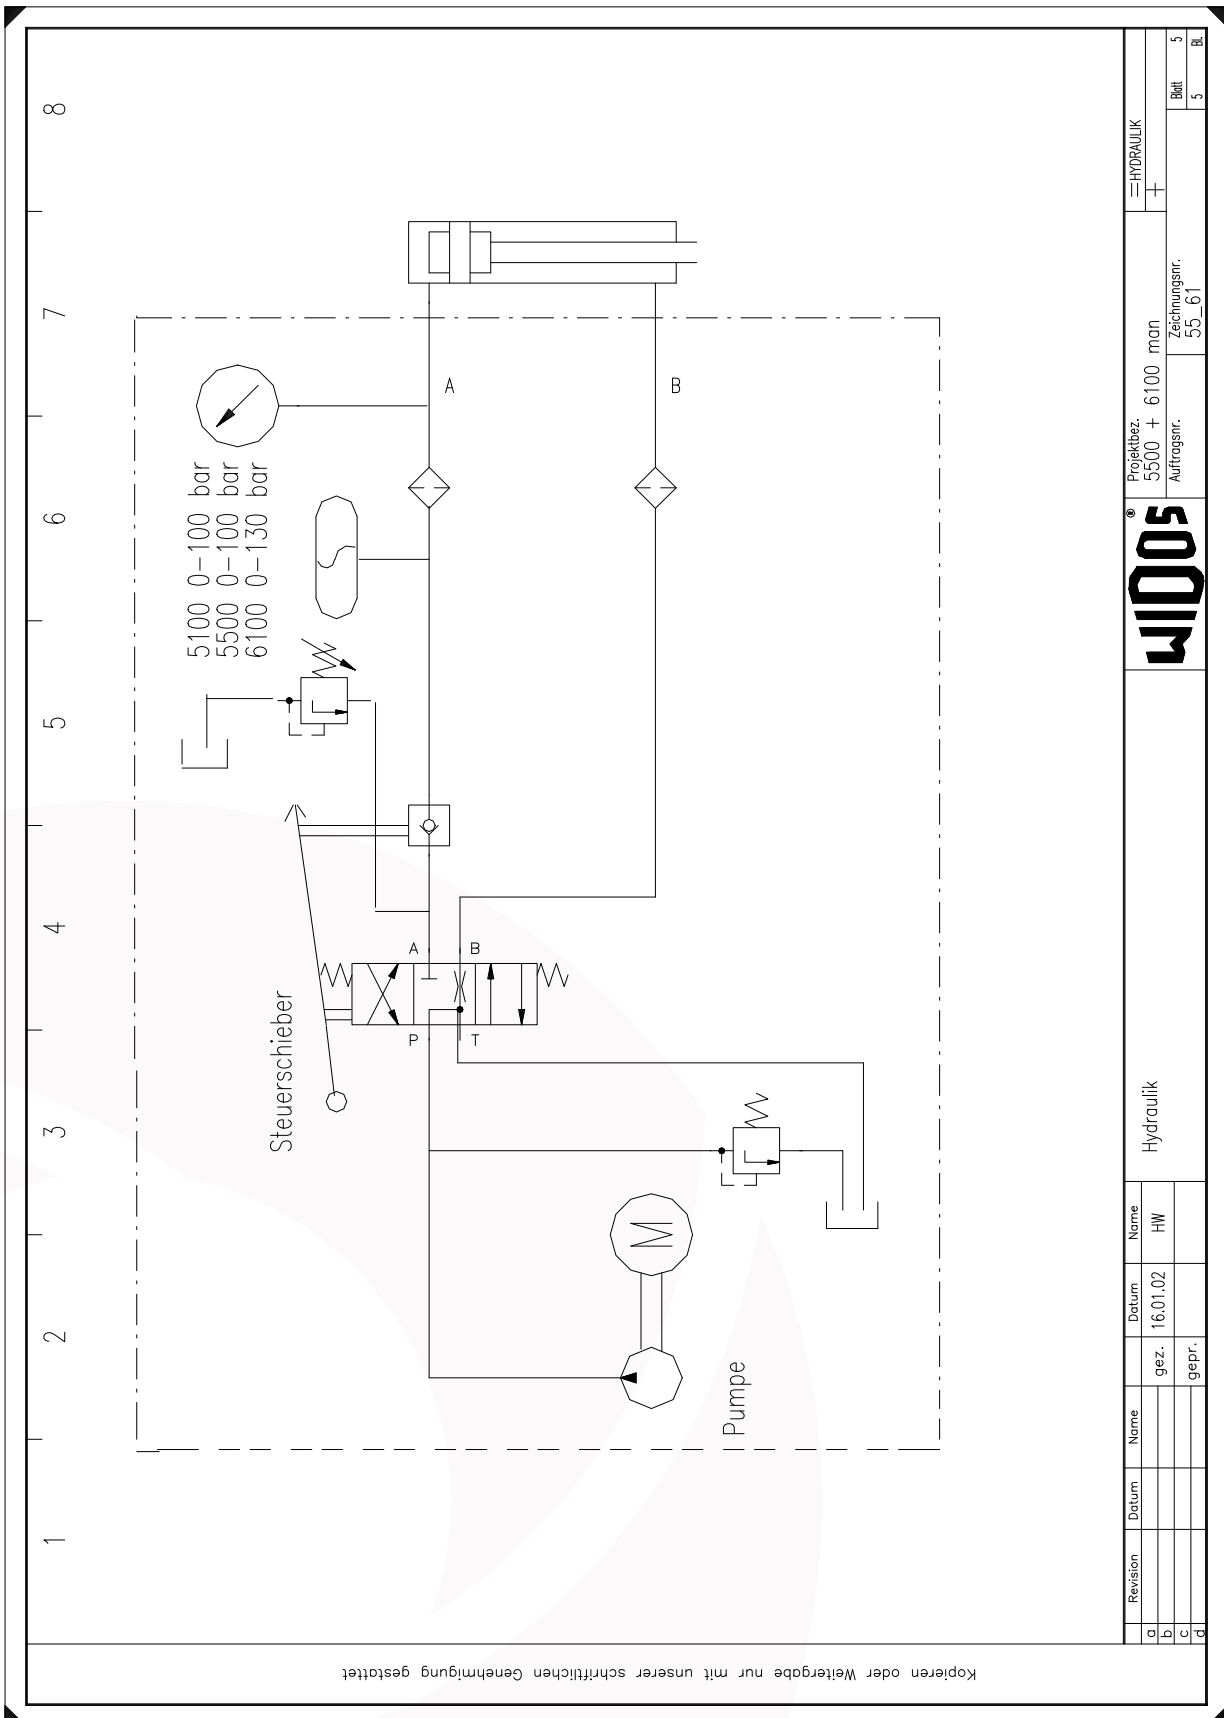 1 2 3 4 5 6 7 8
5100 0-100 bar
5500 0-100 bar
6100 0-130 bar
Steuerschieber
A
B
A B
P T
M
Pumpe
Kopieren oder Weitergabe nur mit unserer schriftlichen Genehmigung gestattet
Revision Datum Name Datum Name
a
b
c
d
gez. 16.01.02 HW
gepr.
Hydraulik
WIDOS®
Projektbez.
5500 + 6100 man
Auftragsnr.
Zeichnungsnr.
55_61
=HYDRAULIK
+
Blatt 5
5 Bl.